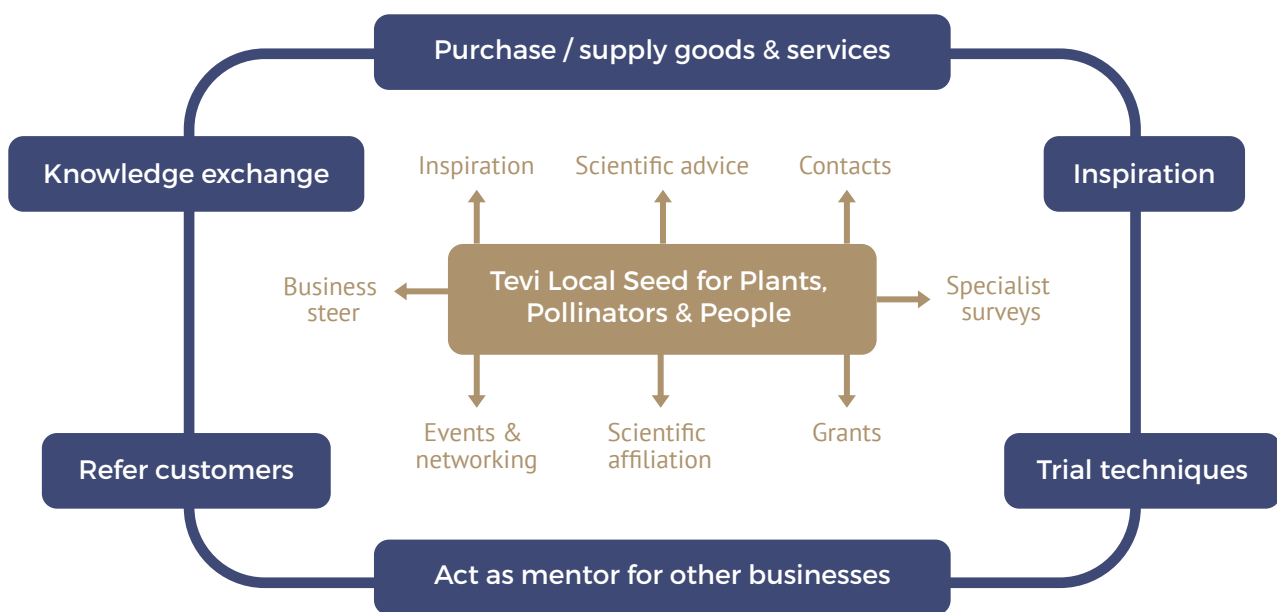 Purchase / supply goods & services
Knowledge exchange
Inspiration
Inspiration
Scientific advice
Contacts
Business
steer
Tevi Local Seed for Plants,
Pollinators & People
Specialist
surveys
Events &
networking
Scientific
affiliation
Grants
Refer customers
Trial techniques
Act as mentor for other businesses